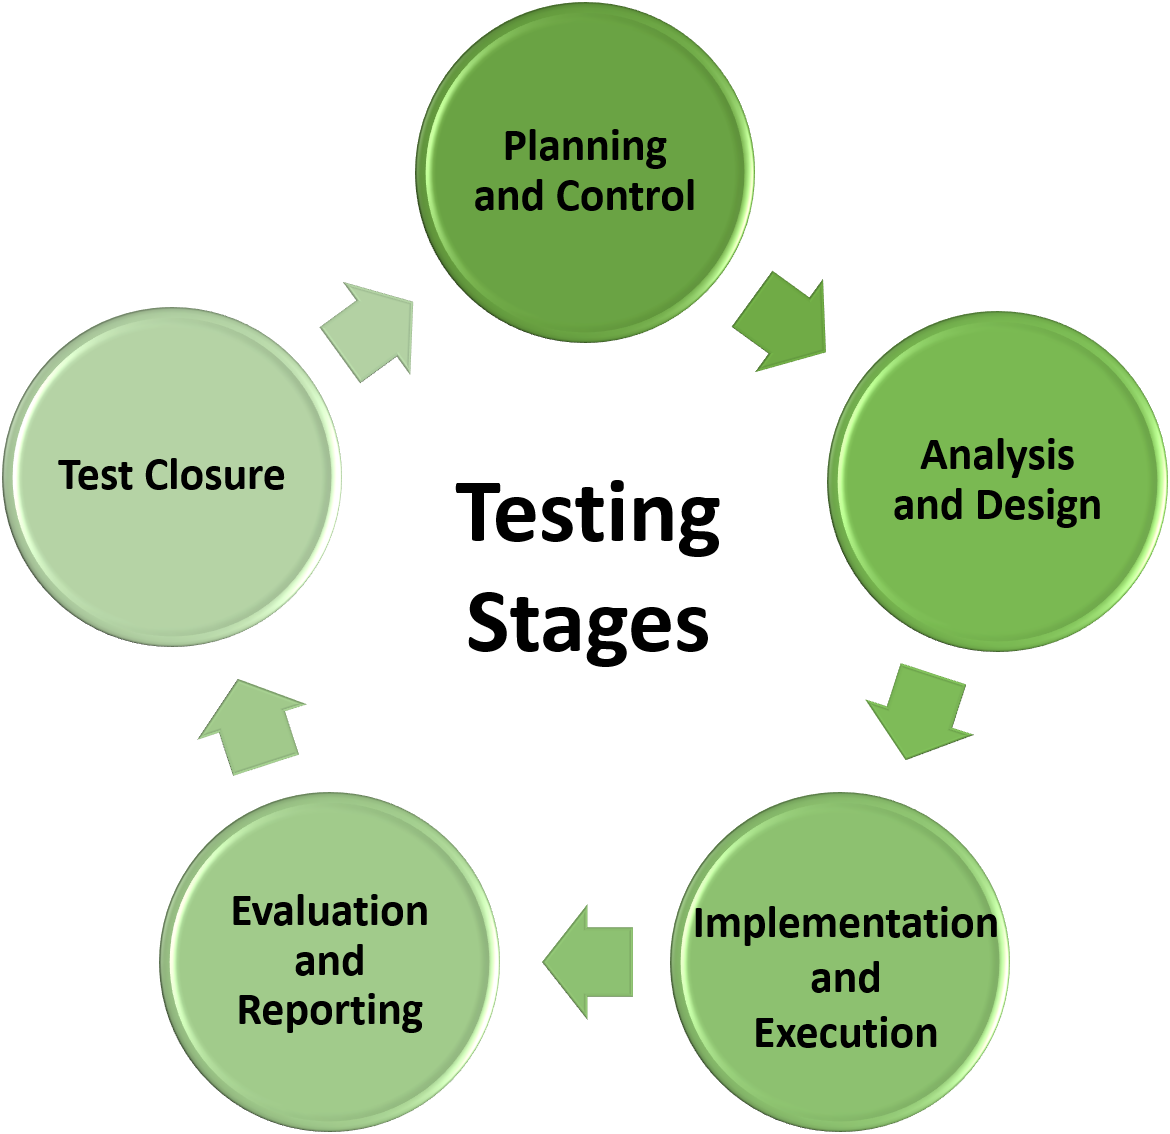 Planning
and Control
Analysis
and Design
Implementation
and
Execution
Evaluation
and
Reporting
Test Closure
Testing
Stages